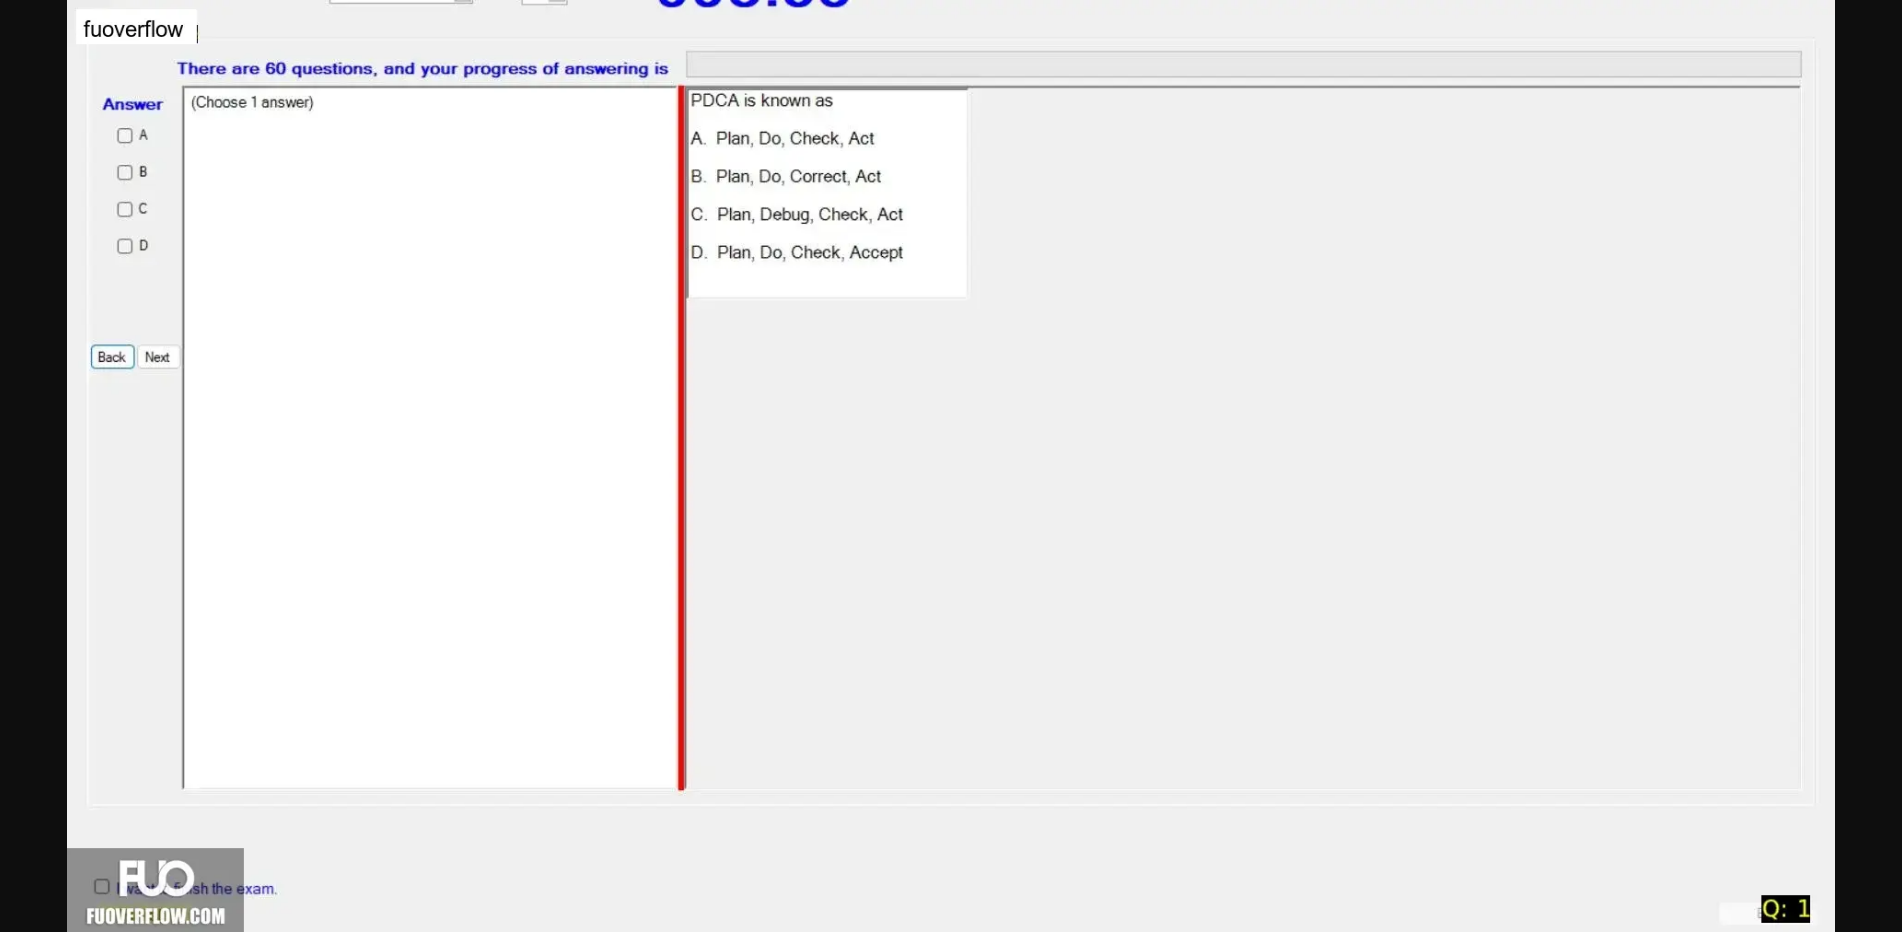 fuoverflow
There are 60 questions, and your progress of answering is
Answer
(Choose 1 answer)
A
B
C
D
Back Next
PDCA is known as
A. Plan, Do, Check, Act
B. Plan, Do, Correct, Act
C. Plan, Debug, Check, Act
D. Plan, Do, Check, Accept
FUO
the exam.
FUOVERFLOW.COM
Q: 1